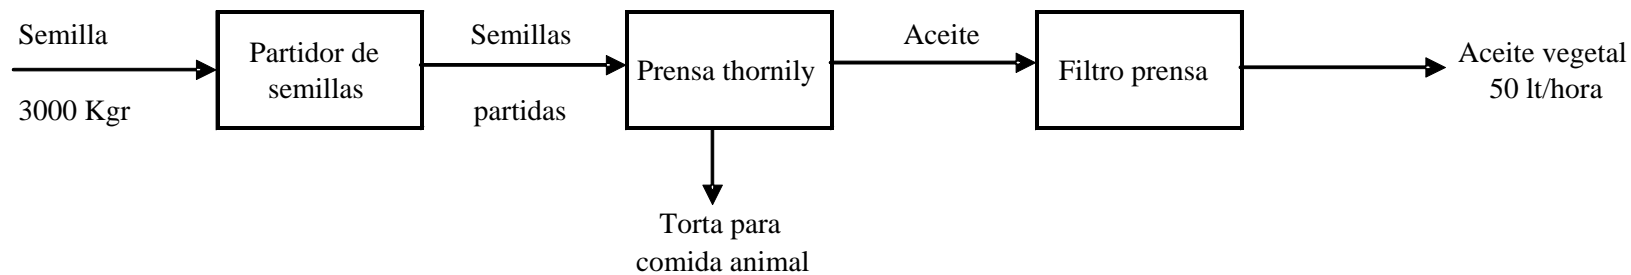 Semilla
3000 Kgr
Partidor de
semillas
Semillas
partidas
Prensa thornily
Torta para
comida animal
Aceite
Filtro prensa
Aceite vegetal
50 lt/hora